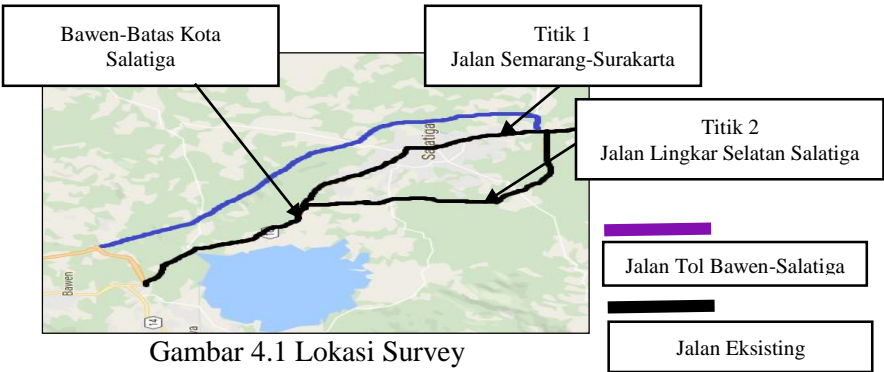 Bawen-Batas Kota
Salatiga
Titik 1
Jalan Semarang-Surakarta
Titik 2
Jalan Lingkar Selatan Salatiga
Salatiga
Bawen
14
Jalan Tol Bawen-Salatiga
Jalan Eksisting
Gambar 4.1 Lokasi Survey